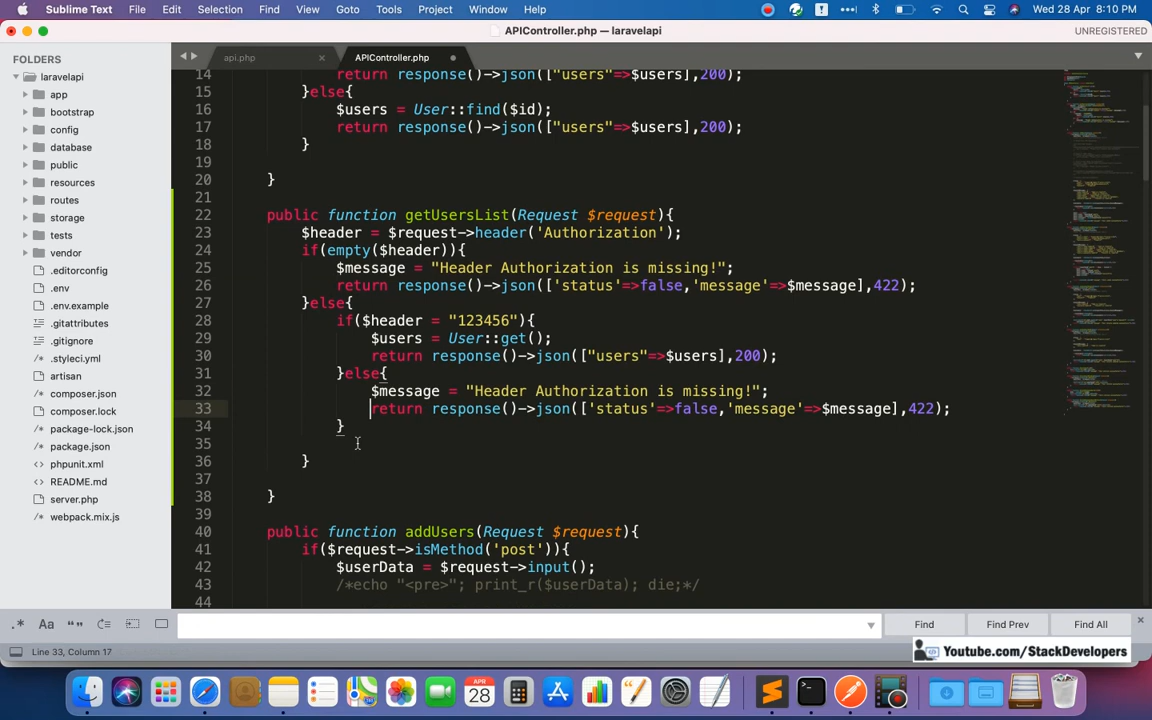 Sublime Text File Edit Selection Find View Goto Tools Project Window Help Wed 28 Apr 8:10 PM
APIController.php — laravelapi UNREGISTERED
FOLDERS
laravelapi
app
bootstrap
config
database
public
resources
routes
storage
tests
vendor
.editorconfig
.env
.env.example
.gitattributes
.gitignore
.styleci.yml
artisan
composer.json
composer.lock
package-lock.json
package.json
phpunit.xml
README.md
server.php
webpack.mix.js
api.php APIController.php
14 return response()->json(["users"=>$users],200);
15 }else{
16 $users = User::find($id);
17 return response()->json(["users"=>$users],200);
18 }
19
20 }
21
22 public function getUsersList(Request $request){
23 $header = $request->header('Authorization');
24 if(empty($header)){
25 $message = "Header Authorization is missing!";
26 return response()->json(['status'=>false,'message'=>$message],422);
27 }else{
28 if($header = "123456"){
29 $users = User::get();
30 return response()->json(["users"=>$users],200);
31 }else{
32 $message = "Header Authorization is missing!";
33 return response()->json(['status'=>false,'message'=>$message],422);
34 }
35
36 }
37
38 }
39
40 public function addUsers(Request $request){
41 if($request->isMethod('post')){
42 $userData = $request->input();
43 /*echo "<pre>"; print_r($userData); die;*/
44
.* Aa “” Find Find Prev Find All
Line 33, Column 17
Youtube.com/StackDevelopers
APR
28